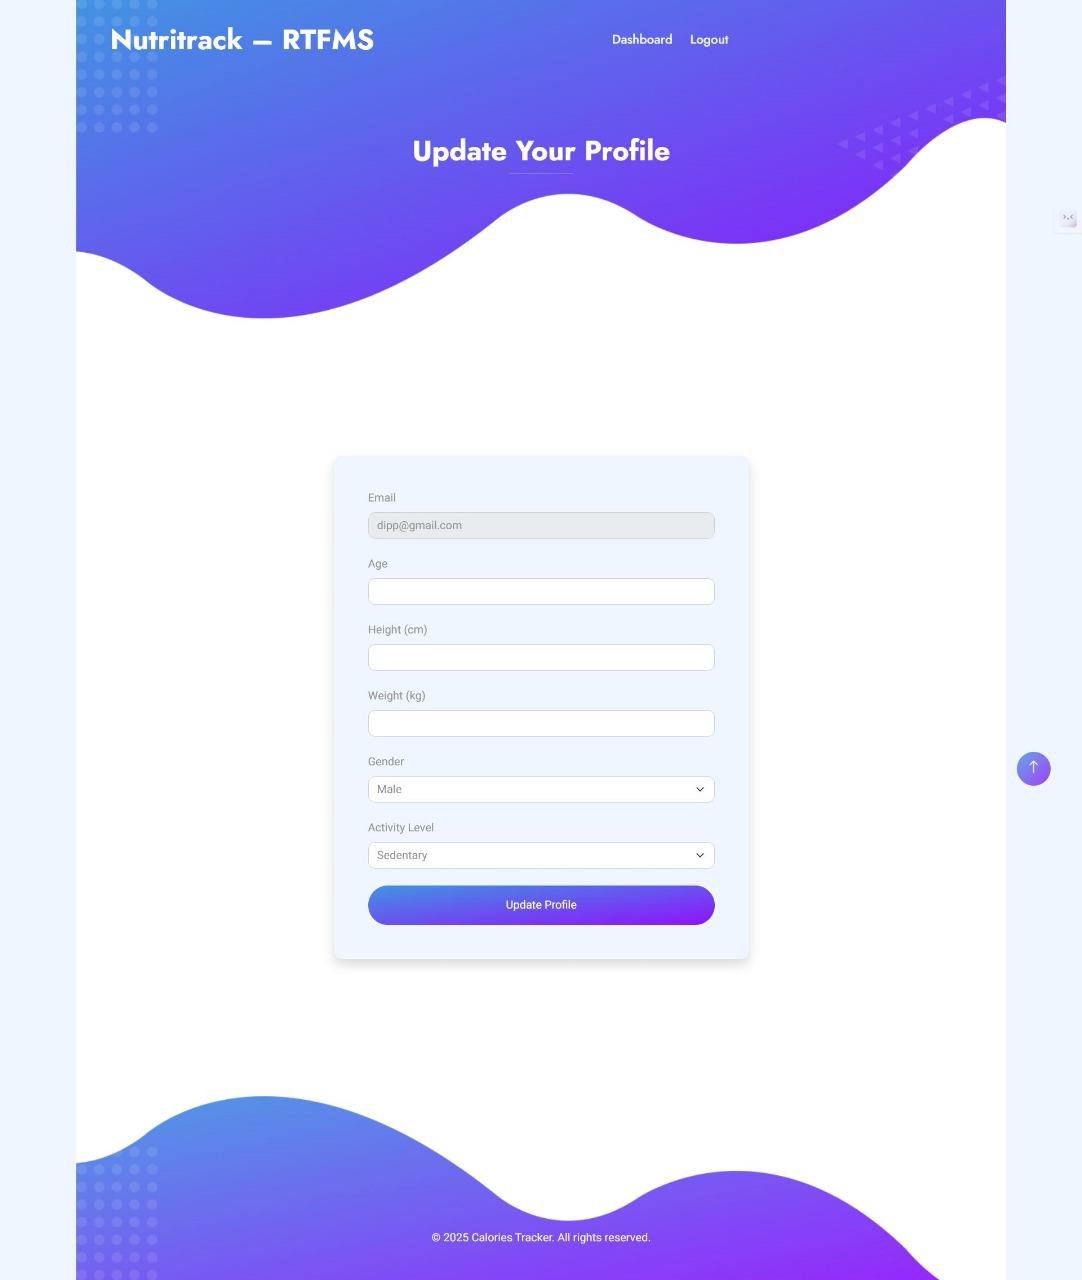 Nutritrack – RTFMS
Dashboard Logout
Update Your Profile
Email
dipp@gmail.com
Age
Height (cm)
Weight (kg)
Gender
Male
Activity Level
Sedentary
Update Profile
© 2025 Calories Tracker. All rights reserved.